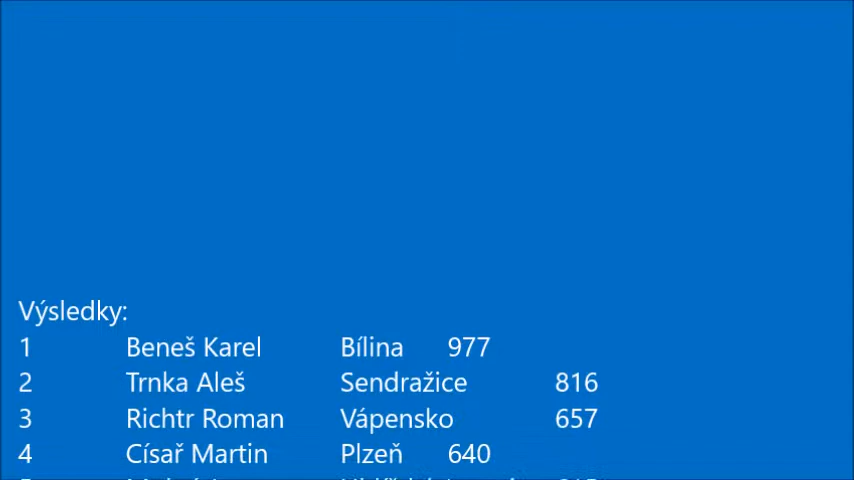 Výsledky:
1 Beneš Karel Bílina 977
2 Trnka Aleš Sendražice 816
3 Richtr Roman Vápensko 657
4 Císař Martin Plzeň 640